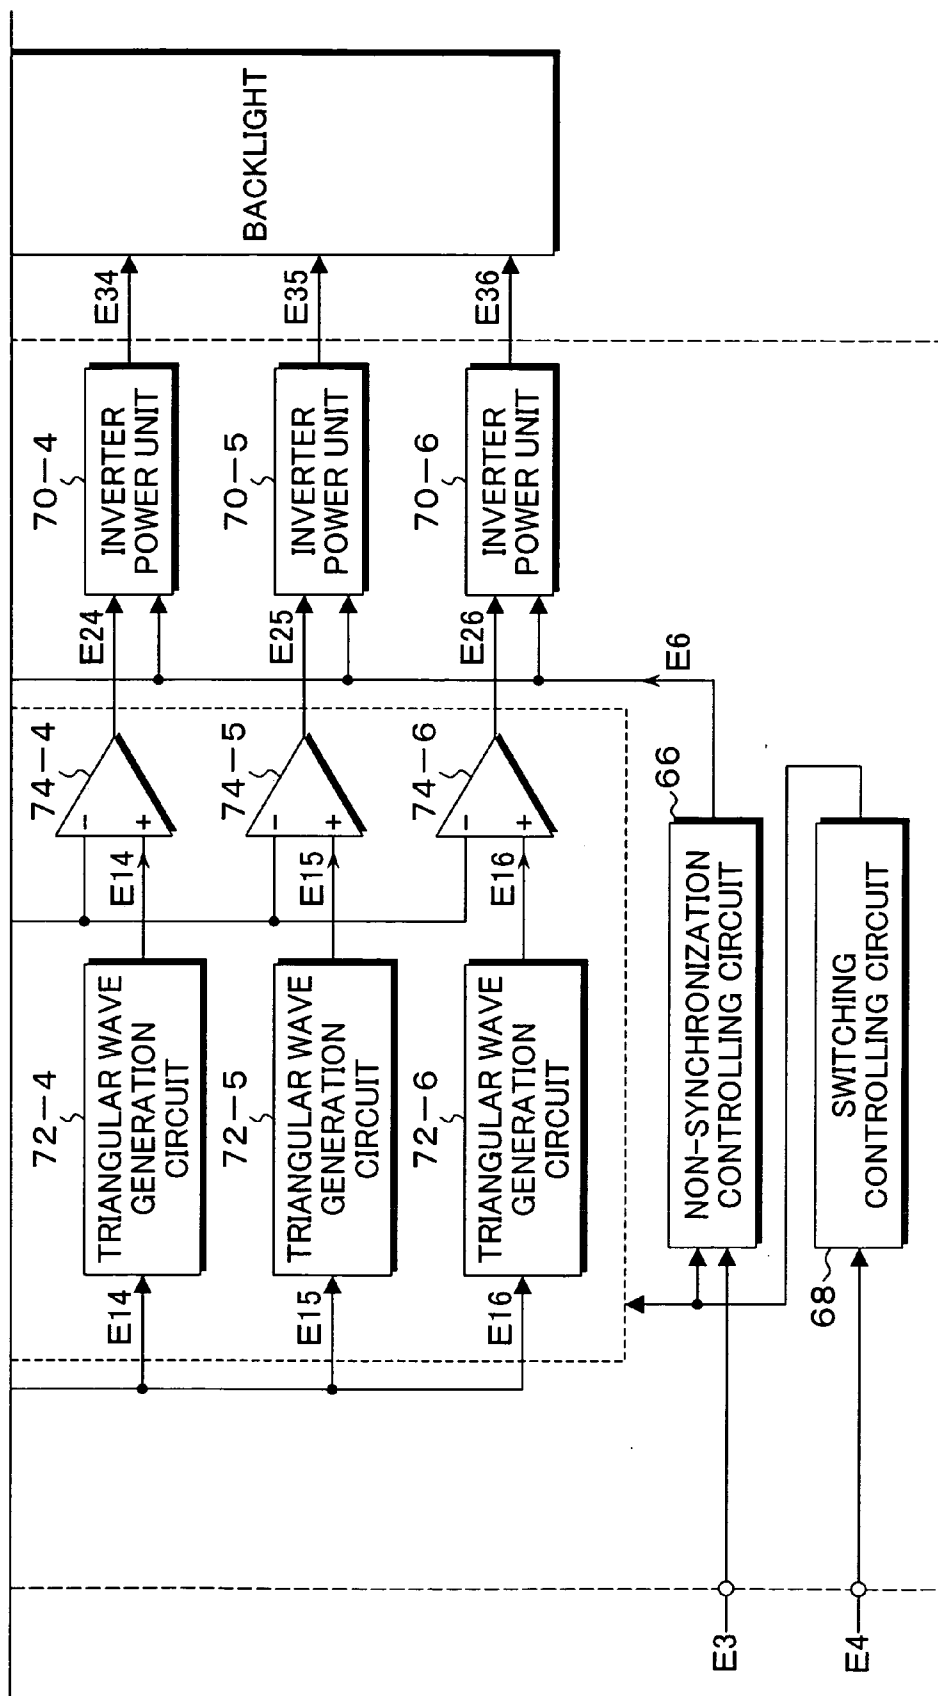 72-4
TRIANGULAR WAVE
GENERATION
CIRCUIT
E14
E14
74-4
-
+
E24
70-4
INVERTER
POWER UNIT
E34
BACKLIGHT
72-5
TRIANGULAR WAVE
GENERATION
CIRCUIT
E15
E15
74-5
-
+
E25
70-5
INVERTER
POWER UNIT
E35
72-6
TRIANGULAR WAVE
GENERATION
CIRCUIT
E16
E16
74-6
-
+
E26
70-6
INVERTER
POWER UNIT
E36
E6
66
NON-SYNCHRONIZATION
CONTROLLING CIRCUIT
E3
68
SWITCHING
CONTROLLING CIRCUIT
E4